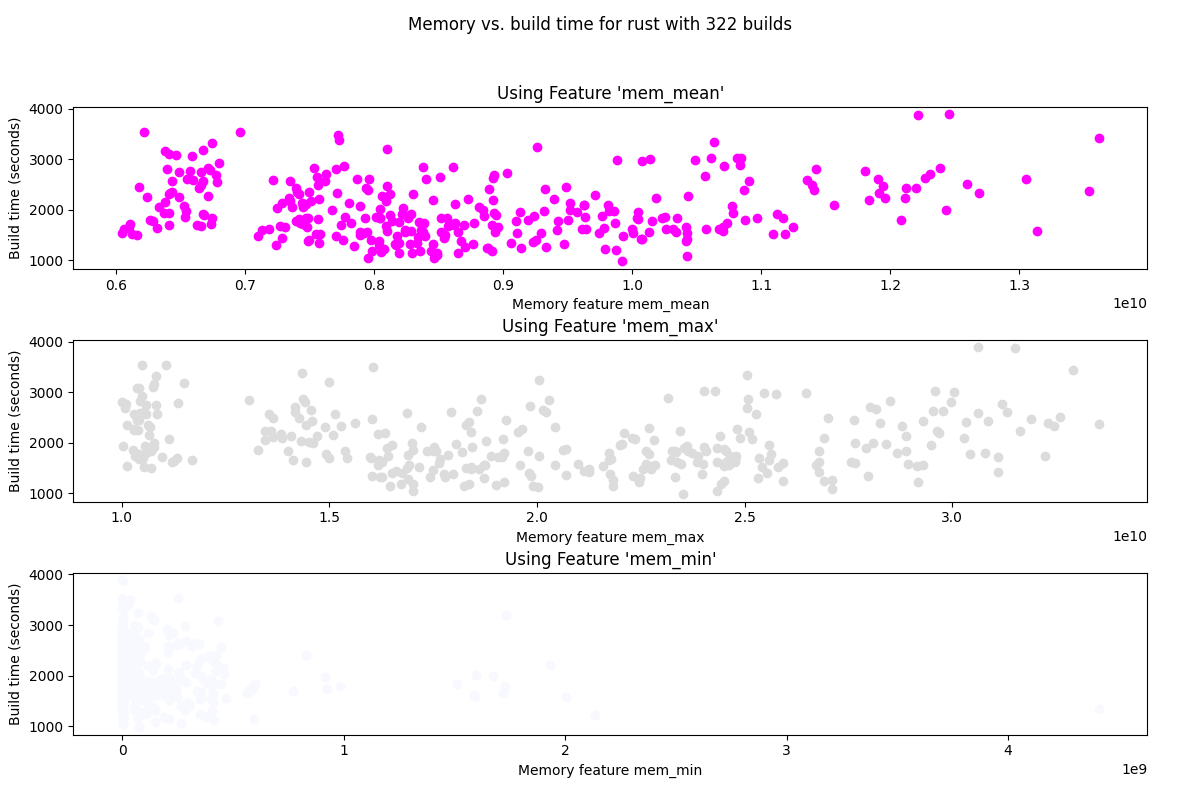 Memory vs. build time for rust with 322 builds
Using Feature 'mem_mean'
Build time (seconds)
4000
3000
2000
1000
0.6 0.7 0.8 0.9 1.0 1.1 1.2 1.3
Memory feature mem_mean
1e10
Using Feature 'mem_max'
Build time (seconds)
4000
3000
2000
1000
1.0 1.5 2.0 2.5 3.0
Memory feature mem_max
1e10
Using Feature 'mem_min'
Build time (seconds)
4000
3000
2000
1000
0 1 2 3 4
Memory feature mem_min
1e9